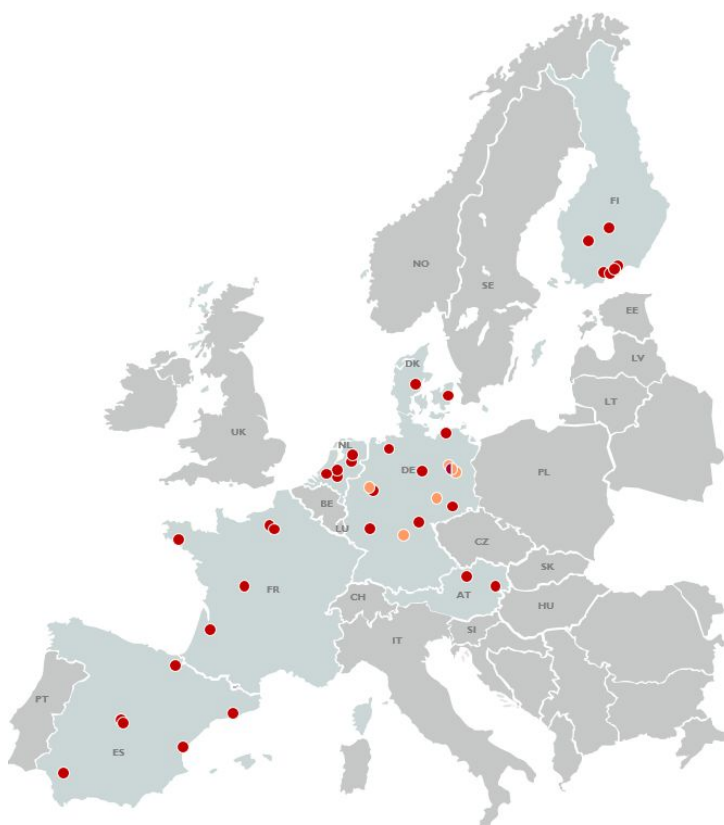 FI
NO
SE
EE
LV
DK
LT
UK
NL
DE
PL
BE
LU
CZ
SK
FR
CH
AT
HU
SI
IT
PT
ES